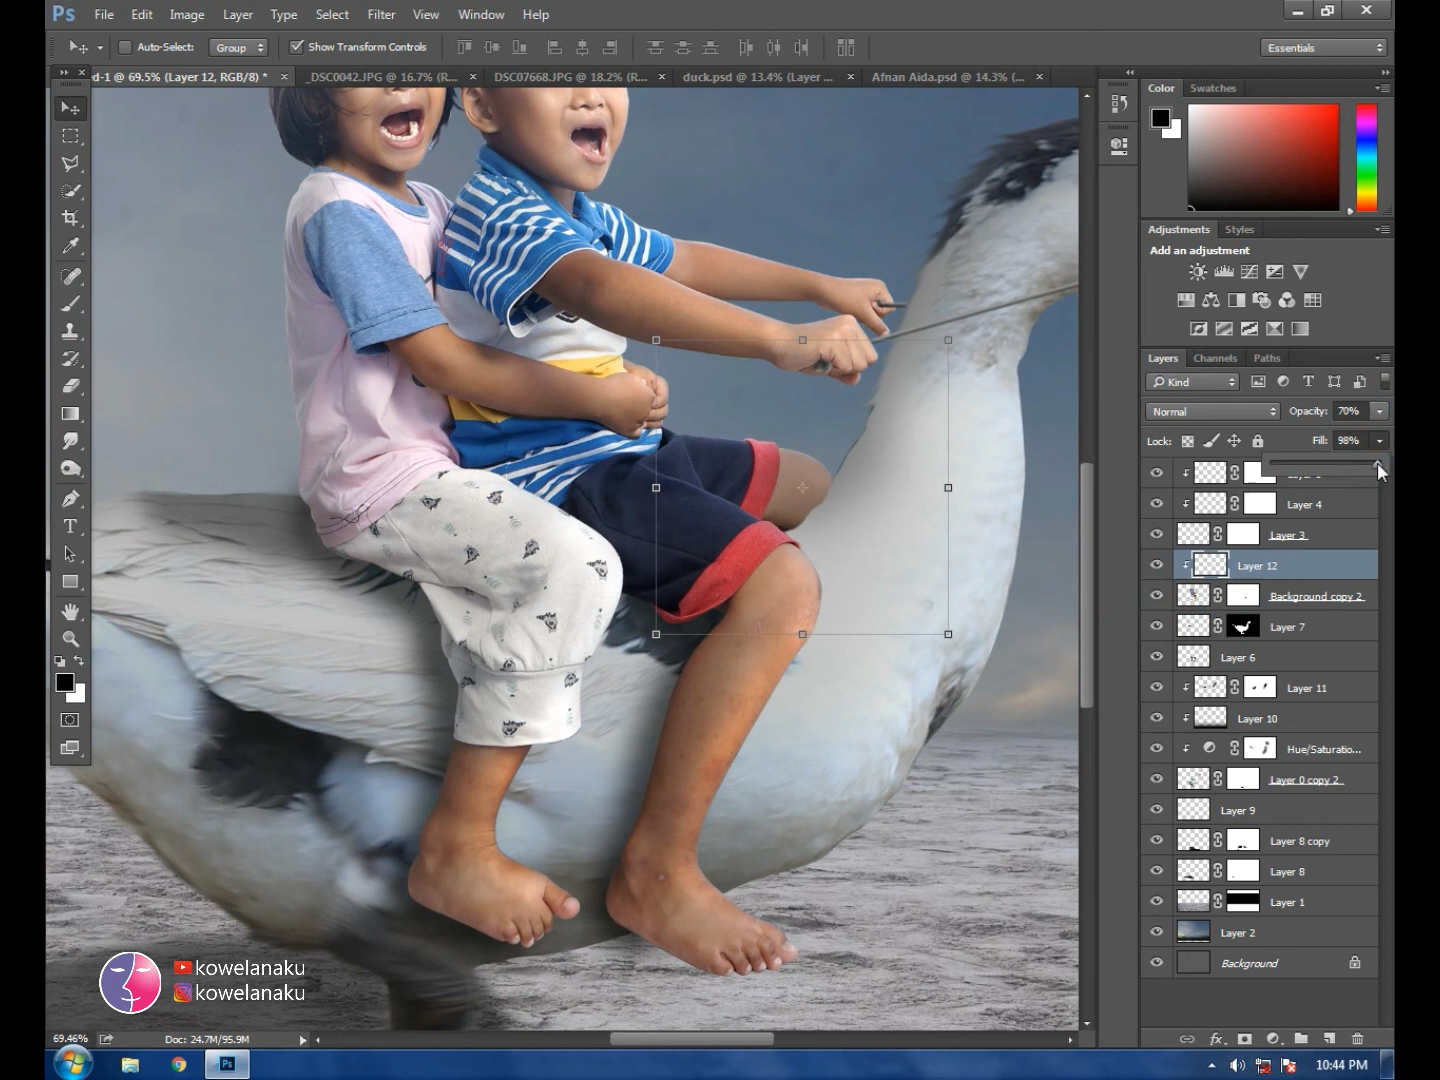 Ps File Edit Image Layer Type Select Filter View Window Help
Auto-Select: Group Show Transform Controls Essentials
d-1 @ 69.5% (Layer 12, RGB/8) * _DSC0042.JPG @ 16.7% (R... DSC07668.JPG @ 18.2% (R... duck.psd @ 13.4% (Layer ... Afnan Aida.psd @ 14.3% (...
Color Swatches
Adjustments Styles
Add an adjustment
Layers Channels Paths
Kind
Normal Opacity: 70%
Lock: Fill: 98%
Layer 4
Layer 3
Layer 12
Background copy 2
Layer 7
Layer 6
Layer 11
Layer 10
Hue/Saturatio...
Layer 0 copy 2
Layer 9
Layer 8 copy
Layer 8
Layer 1
Layer 2
Background
kowelanaku
kowelanaku
69.46% Doc: 24.7M/95.9M
fx
Ps 10:44 PM